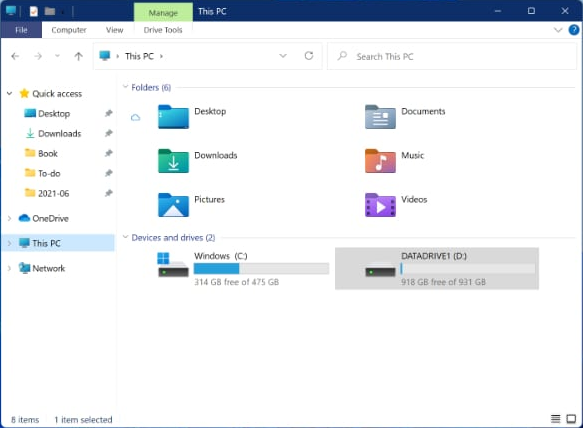 Manage
This PC
File
Computer
View
Drive Tools
This PC
Search This PC
Quick access
Desktop
Downloads
Book
To-do
2021-06
OneDrive
This PC
Network
Folders (6)
Desktop
Documents
Downloads
Music
Pictures
Videos
Devices and drives (2)
Windows (C:)
314 GB free of 475 GB
DATADRIVE1 (D:)
918 GB free of 931 GB
8 items
1 item selected